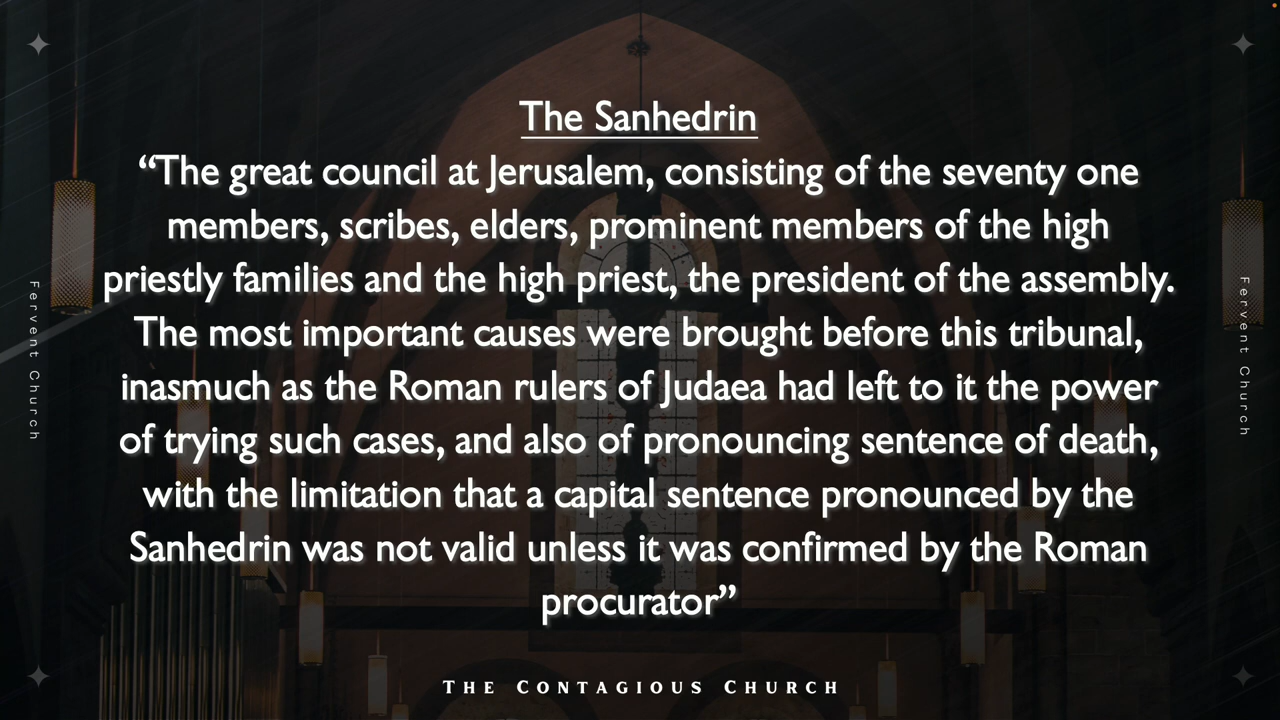 The Sanhedrin
“The great council at Jerusalem, consisting of the seventy one
members, scribes, elders, prominent members of the high
priestly families and the high priest, the president of the assembly.
The most important causes were brought before this tribunal,
inasmuch as the Roman rulers of Judaea had left to it the power
of trying such cases, and also of pronouncing sentence of death,
with the limitation that a capital sentence pronounced by the
Sanhedrin was not valid unless it was confirmed by the Roman
procurator”
Fervent Church
Fervent Church
The Contagious Church